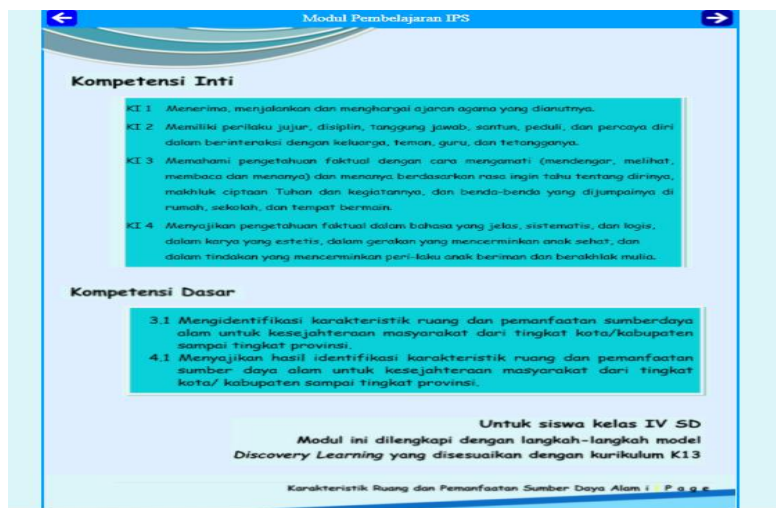 Modul Pembelajaran IPS
Kompetensi Inti
KI 1 Menerima, menjalankan dan menghargai ajaran agama yang dianutnya.
KI 2 Memiliki perilaku jujur, disiplin, tanggung jawab, santun, peduli, dan percaya diri
dalam berinteraksi dengan keluarga, teman, guru, dan tetangganya.
KI 3 Memahami pengetahuan faktual dengan cara mengamati (mendengar, melihat,
membaca dan menanya) dan menanya berdasarkan rasa ingin tahu tentang dirinya,
makhluk ciptaan Tuhan dan kegiatannya, dan benda-benda yang dijumpainya di
rumah, sekolah, dan tempat bermain.
KI 4 Menyajikan pengetahuan faktual dalam bahasa yang jelas, sistematis, dan logis,
dalam karya yang estetis, dalam gerakan yang mencerminkan anak sehat, dan
dalam tindakan yang mencerminkan peri-laku anak beriman dan berakhlak mulia.
Kompetensi Dasar
3.1 Mengidentifikasi karakteristik ruang dan pemanfaatan sumberdaya
alam untuk kesejahteraan masyarakat dari tingkat kota/kabupaten
sampai tingkat provinsi.
4.1 Menyajikan hasil identifikasi karakteristik ruang dan pemanfaatan
sumber daya alam untuk kesejahteraan masyarakat dari tingkat
kota/ kabupaten sampai tingkat provinsi.
Untuk siswa kelas IV SD
Modul ini dilengkapi dengan langkah-langkah model
Discovery Learning yang disesuaikan dengan kurikulum K13
Karakteristik Ruang dan Pemanfaatan Sumber Daya Alam i | P a g e